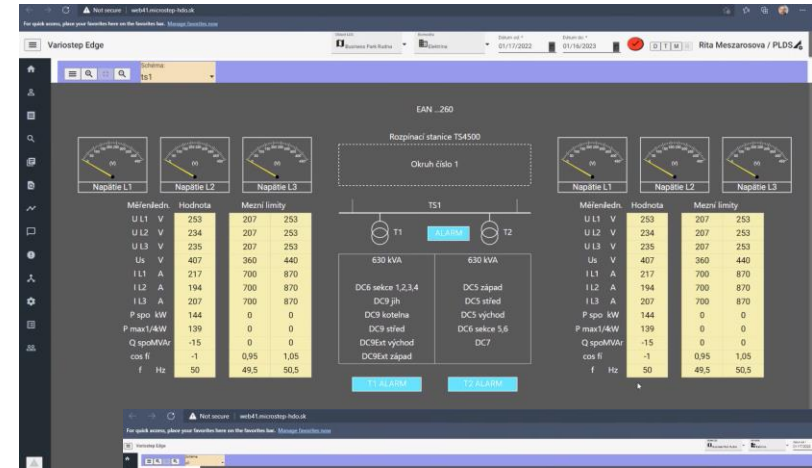 Not secure web41.microstep-hdo.sk
For quick access, place your favorites here on the favorites bar. Manage favorites now
Variostep Edge
Business Park Rudna
Elektrina
Dátum od *
01/17/2022
Dátum do *
01/16/2023
D T M
Rita Meszarosova / PLDS
Schéma:
ts1
EAN ...260
Rozpínací stanice TS4500
Okruh číslo 1
Napätie L1 Napätie L2 Napätie L3
Napätie L1 Napätie L2 Napätie L3
Měření Jedn. Hodnota Mezní limity
U L1 V 253 207 253
U L2 V 234 207 253
U L3 V 235 207 253
Us V 407 360 440
I L1 A 217 700 870
I L2 A 194 700 870
I L3 A 207 700 870
P spo kW 144 0 0
P max1/4kW 139 0 0
Q spoMVAr -15 0 0
cos fí -1 0,95 1,05
f Hz 50 49,5 50,5
TS1
T1 ALARM T2
630 kVA 630 kVA
DC6 sekce 1,2,3,4 DC5 západ
DC9 jih DC5 střed
DC9 kotelna DC5 východ
DC9 střed DC6 sekce 5,6
DC9Ext východ DC7
DC9Ext západ
T1 ALARM T2 ALARM
Měření Jedn. Hodnota Mezní limity
U L1 V 253 207 253
U L2 V 234 207 253
U L3 V 235 207 253
Us V 407 360 440
I L1 A 217 700 870
I L2 A 194 700 870
I L3 A 207 700 870
P spo kW 144 0 0
P max1/4kW 139 0 0
Q spoMVAr -15 0 0
cos fí -1 0,95 1,05
f Hz 50 49,5 50,5
Not secure web41.microstep-hdo.sk
For quick access, place your favorites here on the favorites bar. Manage favorites now
Variostep Edge